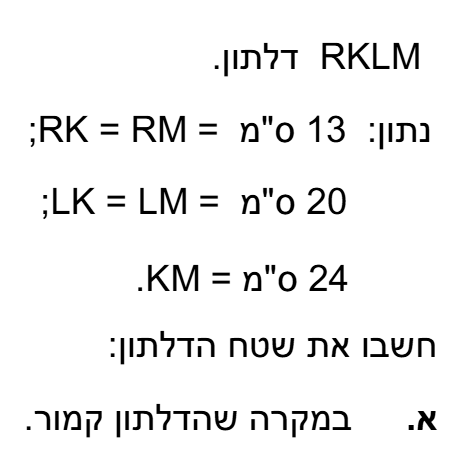 RKLM דלתון.
נתון: 13 ס"מ = RK = RM;
20 ס"מ = LK = LM;
24 ס"מ = KM.
חשבו את שטח הדלתון:
א. במקרה שהדלתון קמור.